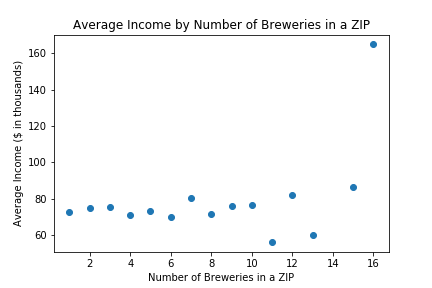 Average Income by Number of Breweries in a ZIP
Average Income ($ in thousands)
160
140
120
100
80
60
2 4 6 8 10 12 14 16
Number of Breweries in a ZIP